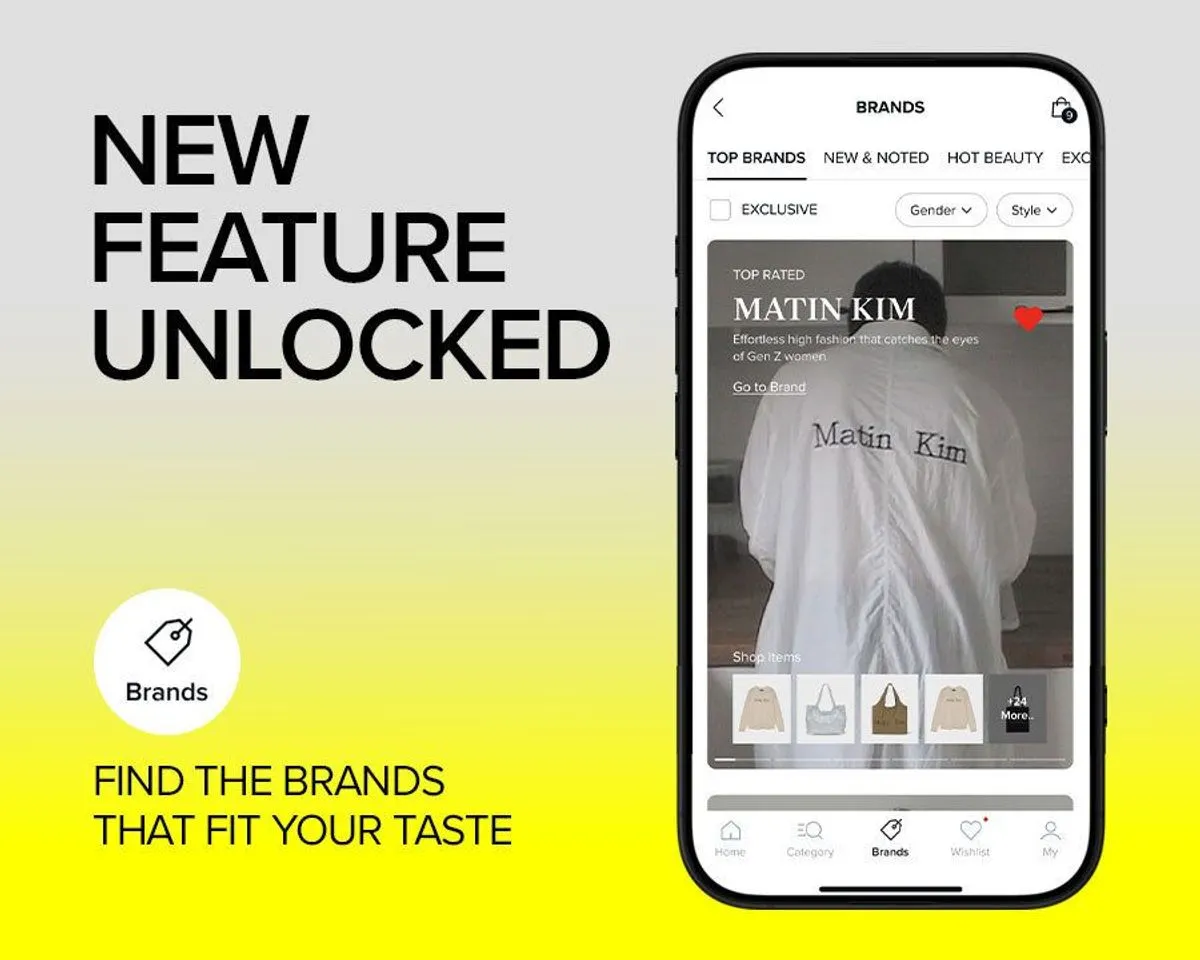 NEW
FEATURE
UNLOCKED
Brands
FIND THE BRANDS
THAT FIT YOUR TASTE
BRANDS
9
TOP BRANDS NEW & NOTED HOT BEAUTY EXC
EXCLUSIVE Gender Style
TOP RATED
MATIN KIM
Effortless high fashion that catches the eyes
of Gen Z women
Go to Brand
Matin Kim
Shop Items
+24
More..
Home Category Brands Wishlist My